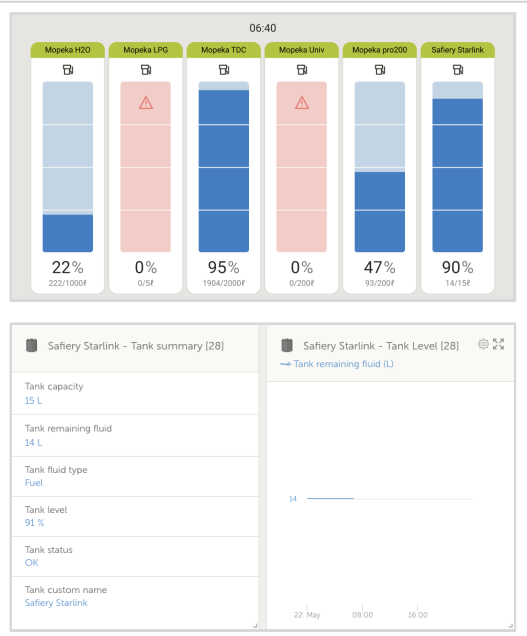 06:40
Mopeka H2O
Mopeka LPG
Mopeka TDC
Mopeka Univ
Mopeka pro200
Safiery Starlink
22%
0%
95%
0%
47%
90%
222/1000ℓ
0/5ℓ
1904/2000ℓ
0/200ℓ
93/200ℓ
14/15ℓ
Safiery Starlink - Tank summary [28]
Tank capacity
15 L
Tank remaining fluid
14 L
Tank fluid type
Fuel
Tank level
91 %
Tank status
OK
Tank custom name
Safiery Starlink
Safiery Starlink - Tank Level [28]
Tank remaining fluid (L)
14
22. May
08:00
16:00